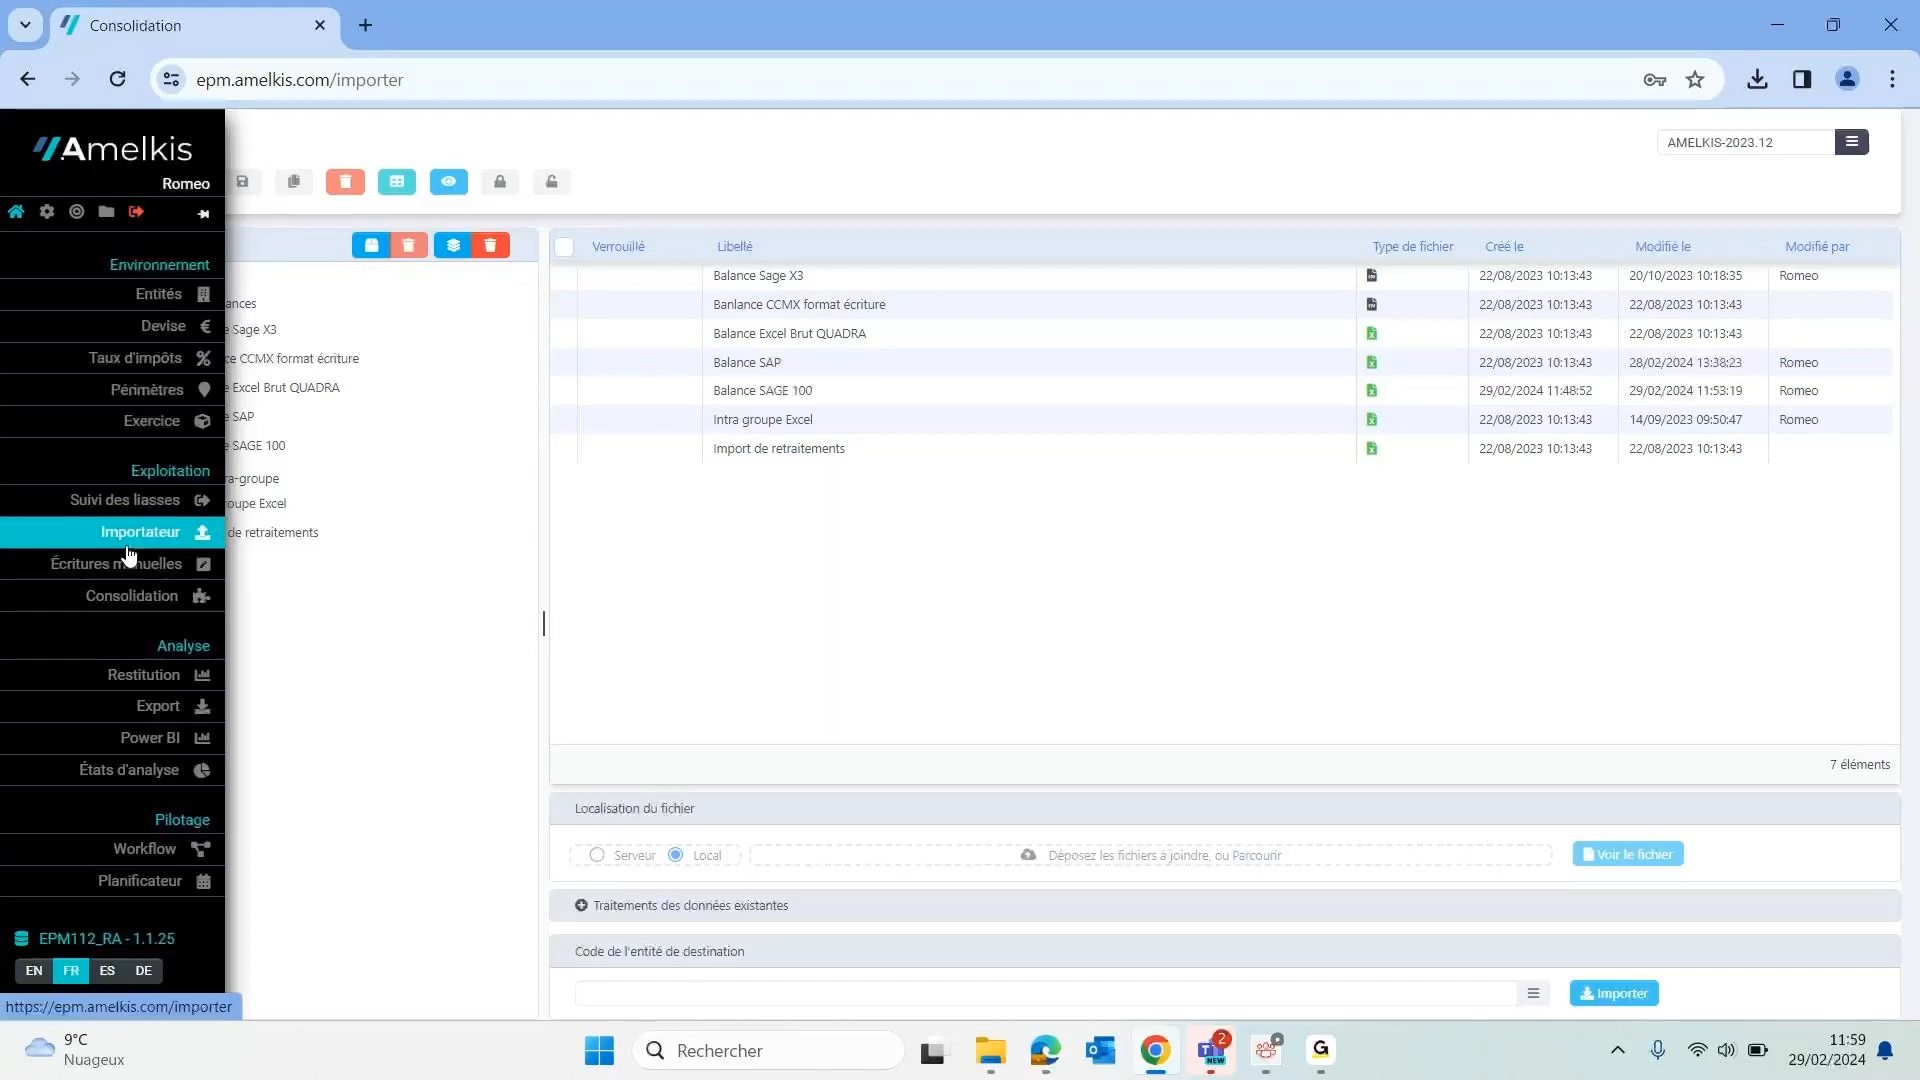 Consolidation
epm.amelkis.com/importer
Amelkis
Romeo
AMELKIS-2023.12
Environnement
Entités
Devise
Taux d'impôts
Périmètres
Exercice
Exploitation
Suivi des liasses
Importateur
Écritures manuelles
Consolidation
Analyse
Restitution
Export
Power BI
États d'analyse
Pilotage
Workflow
Planificateur
EPM112_RA - 1.1.25
EN FR ES DE
https://epm.amelkis.com/importer
ances
e Sage X3
ce CCMX format écriture
e Excel Brut QUADRA
e SAP
e SAGE 100
ra-groupe
roupe Excel
de retraitements
Verrouillé Libellé Type de fichier Créé le Modifié le Modifié par
Balance Sage X3 22/08/2023 10:13:43 20/10/2023 10:18:35 Romeo
Banlance CCMX format écriture 22/08/2023 10:13:43 22/08/2023 10:13:43
Balance Excel Brut QUADRA 22/08/2023 10:13:43 22/08/2023 10:13:43
Balance SAP 22/08/2023 10:13:43 28/02/2024 13:38:23 Romeo
Balance SAGE 100 29/02/2024 11:48:52 29/02/2024 11:53:19 Romeo
Intra groupe Excel 22/08/2023 10:13:43 14/09/2023 09:50:47 Romeo
Import de retraitements 22/08/2023 10:13:43 22/08/2023 10:13:43
7 éléments
Localisation du fichier
Serveur Local Déposez les fichiers à joindre, ou Parcourir Voir le fichier
Traitements des données existantes
Code de l'entité de destination
Importer
9°C
Nuageux
Rechercher
2
NEW
G
11:59
29/02/2024